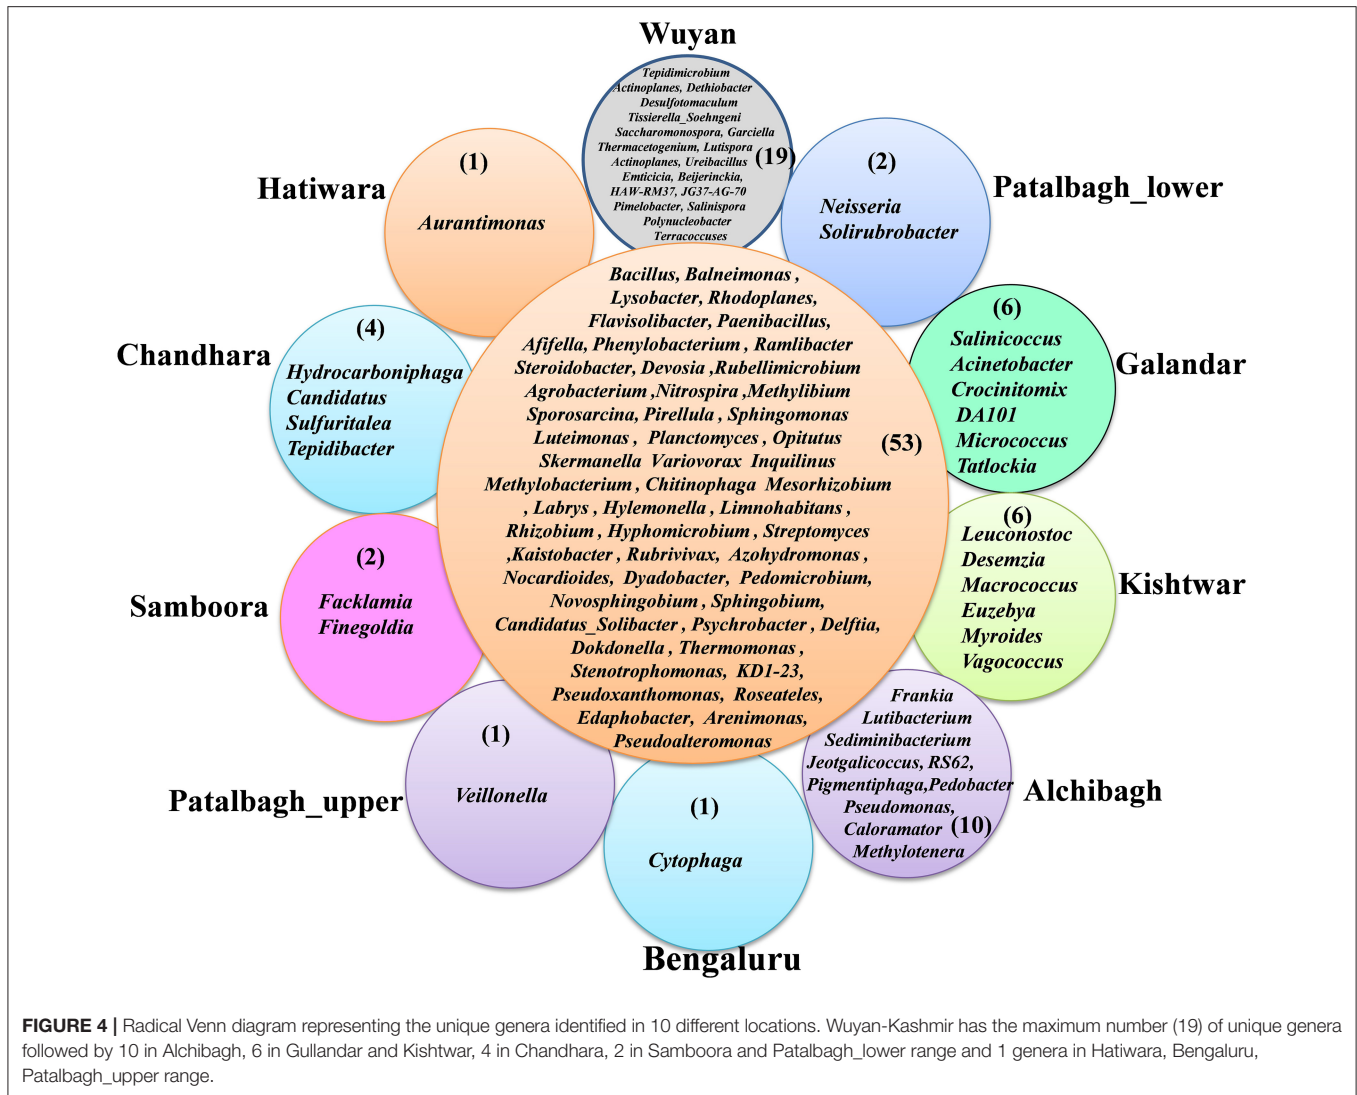 Wuyan
Tepidimicrobium
Actinoplanes, Dethiobacter
Desulfotomaculum
Tissierella_Soehngeni
Saccharomonospora, Garciella
Thermacetogenium, Lutispora
Actinoplanes, Ureibacillus
(19)
Emticicia, Beijerinckia,
HAW-RM37, JG37-AG-70
Pimelobacter, Salinispora
Polynucleobacter
Terracoccuses
Patalbagh_lower
(2)
Neisseria
Solirubrobacter
Galandar
(6)
Salinicoccus
Acinetobacter
Crocinitomix
DA101
Micrococcus
Tatlockia
Kishtwar
(6)
Leuconostoc
Desemzia
Macrococcus
Euzebya
Myroides
Vagococcus
Alchibagh
Frankia
Lutibacterium
Sediminibacterium
Jeotgalicoccus, RS62,
Pigmentiphaga,Pedobacter
Pseudomonas,
Caloramator (10)
Methylotenera
Bengaluru
(1)
Cytophaga
Patalbagh_upper
(1)
Veillonella
Samboora
(2)
Facklamia
Finegoldia
Chandhara
(4)
Hydrocarboniphaga
Candidatus
Sulfuritalea
Tepidibacter
Hatiwara
(1)
Aurantimonas
Bacillus, Balneimonas ,
Lysobacter, Rhodoplanes,
Flavisolibacter, Paenibacillus,
Afifella, Phenylobacterium , Ramlibacter
Steroidobacter, Devosia ,Rubellimicrobium
Agrobacterium ,Nitrospira ,Methylibium
Sporosarcina, Pirellula , Sphingomonas
Luteimonas , Planctomyces , Opitutus
(53)
Skermanella Variovorax Inquilinus
Methylobacterium , Chitinophaga Mesorhizobium
, Labrys , Hylemonella , Limnohabitans ,
Rhizobium , Hyphomicrobium , Streptomyces
,Kaistobacter , Rubrivivax, Azohydromonas ,
Nocardioides, Dyadobacter, Pedomicrobium,
Novosphingobium , Sphingobium,
Candidatus_Solibacter , Psychrobacter , Delftia,
Dokdonella , Thermomonas ,
Stenotrophomonas, KD1-23,
Pseudoxanthomonas, Roseateles,
Edaphobacter, Arenimonas,
Pseudoalteromonas
FIGURE 4 | Radical Venn diagram representing the unique genera identified in 10 different locations. Wuyan-Kashmir has the maximum number (19) of unique genera
followed by 10 in Alchibagh, 6 in Gullandar and Kishtwar, 4 in Chandhara, 2 in Samboora and Patalbagh_lower range and 1 genera in Hatiwara, Bengaluru,
Patalbagh_upper range.